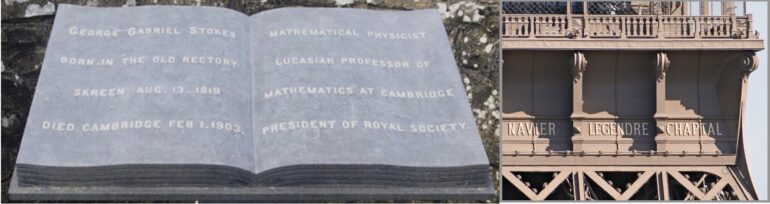 GEORGE GABRIEL STOKES
BORN.IN THE OLD RECTORY
SKREEN AUG. 13. 1819
DIED CAMBRIDGE FEB 1.1903.
MATHEMATICAL PHYSICIST
LUCASIAN PROFESSOR OF
MATHEMATICS AT CAMBRIDGE
PRESIDENT OF ROYAL SOCIETY.
NAVIER LEGENDRE CHAPTAL